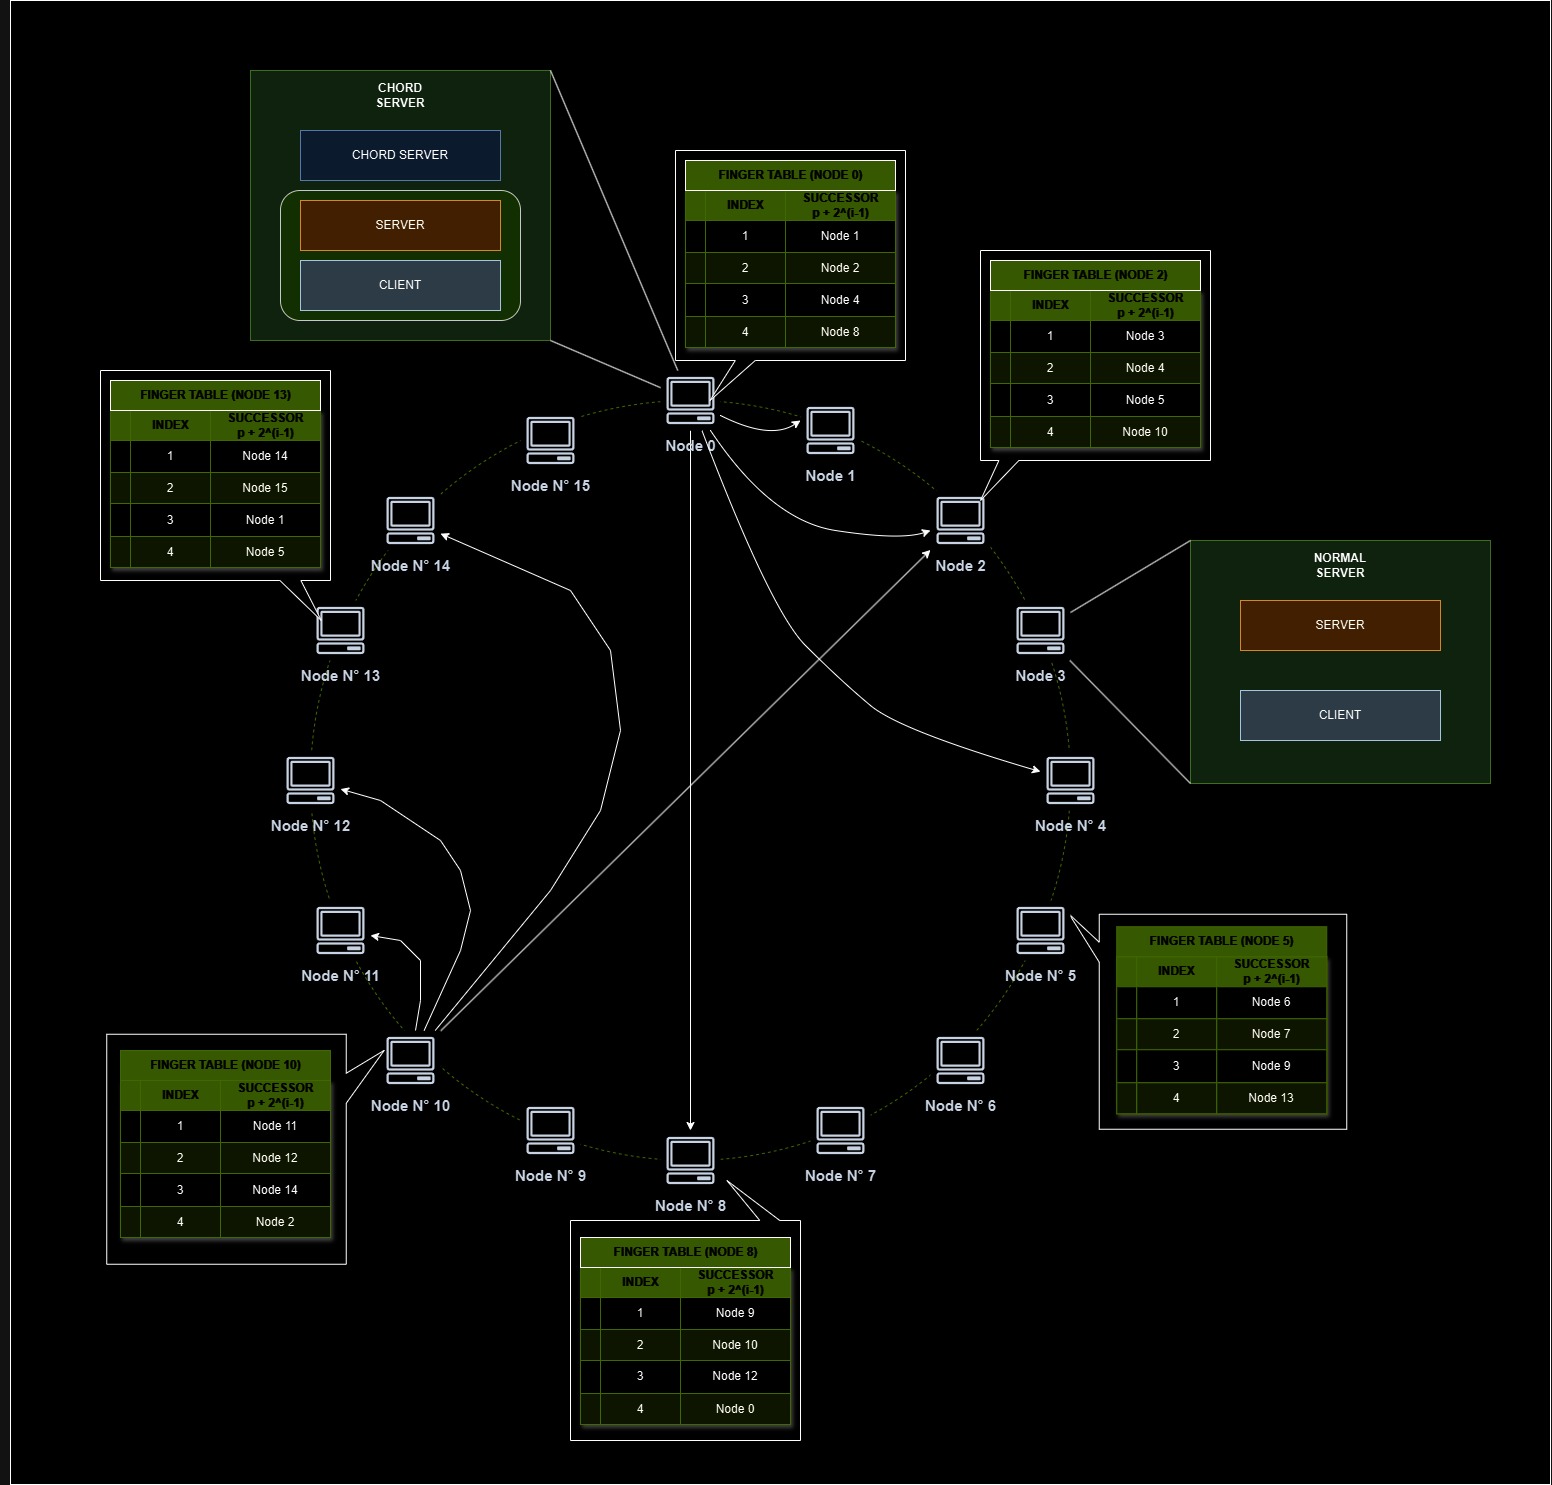 CHORD
SERVER
CHORD SERVER
SERVER
CLIENT
FINGER TABLE (NODE 0)
INDEX SUCCESSOR
p + 2^(i-1)
1 Node 1
2 Node 2
3 Node 4
4 Node 8
FINGER TABLE (NODE 2)
INDEX SUCCESSOR
p + 2^(i-1)
1 Node 3
2 Node 4
3 Node 5
4 Node 10
FINGER TABLE (NODE 13)
INDEX SUCCESSOR
p + 2^(i-1)
1 Node 14
2 Node 15
3 Node 1
4 Node 5
Node 0
Node 1
Node N° 15
Node N° 14
Node 2
NORMAL
SERVER
SERVER
CLIENT
Node N° 13
Node 3
Node N° 12
Node N° 4
Node N° 11
Node N° 5
FINGER TABLE (NODE 5)
INDEX SUCCESSOR
p + 2^(i-1)
1 Node 6
2 Node 7
3 Node 9
4 Node 13
FINGER TABLE (NODE 10)
INDEX SUCCESSOR
p + 2^(i-1)
1 Node 11
2 Node 12
3 Node 14
4 Node 2
Node N° 10
Node N° 6
Node N° 9
Node N° 7
Node N° 8
FINGER TABLE (NODE 8)
INDEX SUCCESSOR
p + 2^(i-1)
1 Node 9
2 Node 10
3 Node 12
4 Node 0